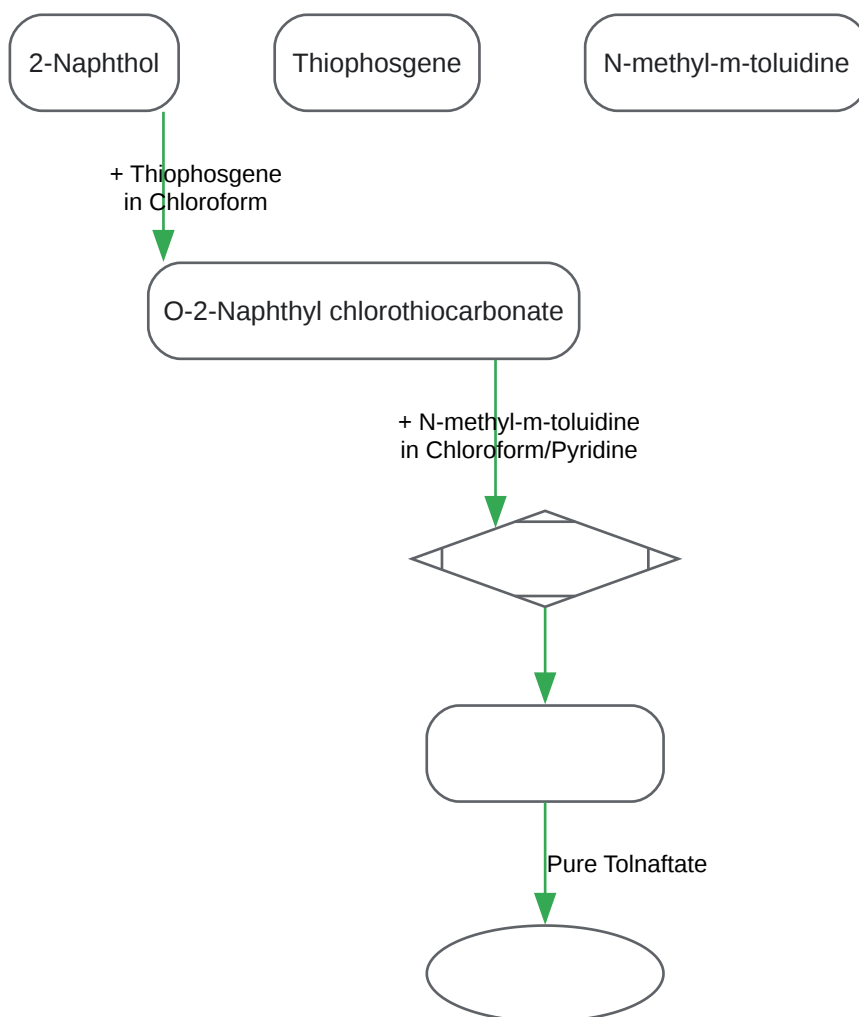 2-Naphthol
Thiophosgene
N-methyl-m-toluidine
+ Thiophosgene
in Chloroform
O-2-Naphthyl chlorothiocarbonate
+ N-methyl-m-toluidine
in Chloroform/Pyridine
Pure Tolnaftate